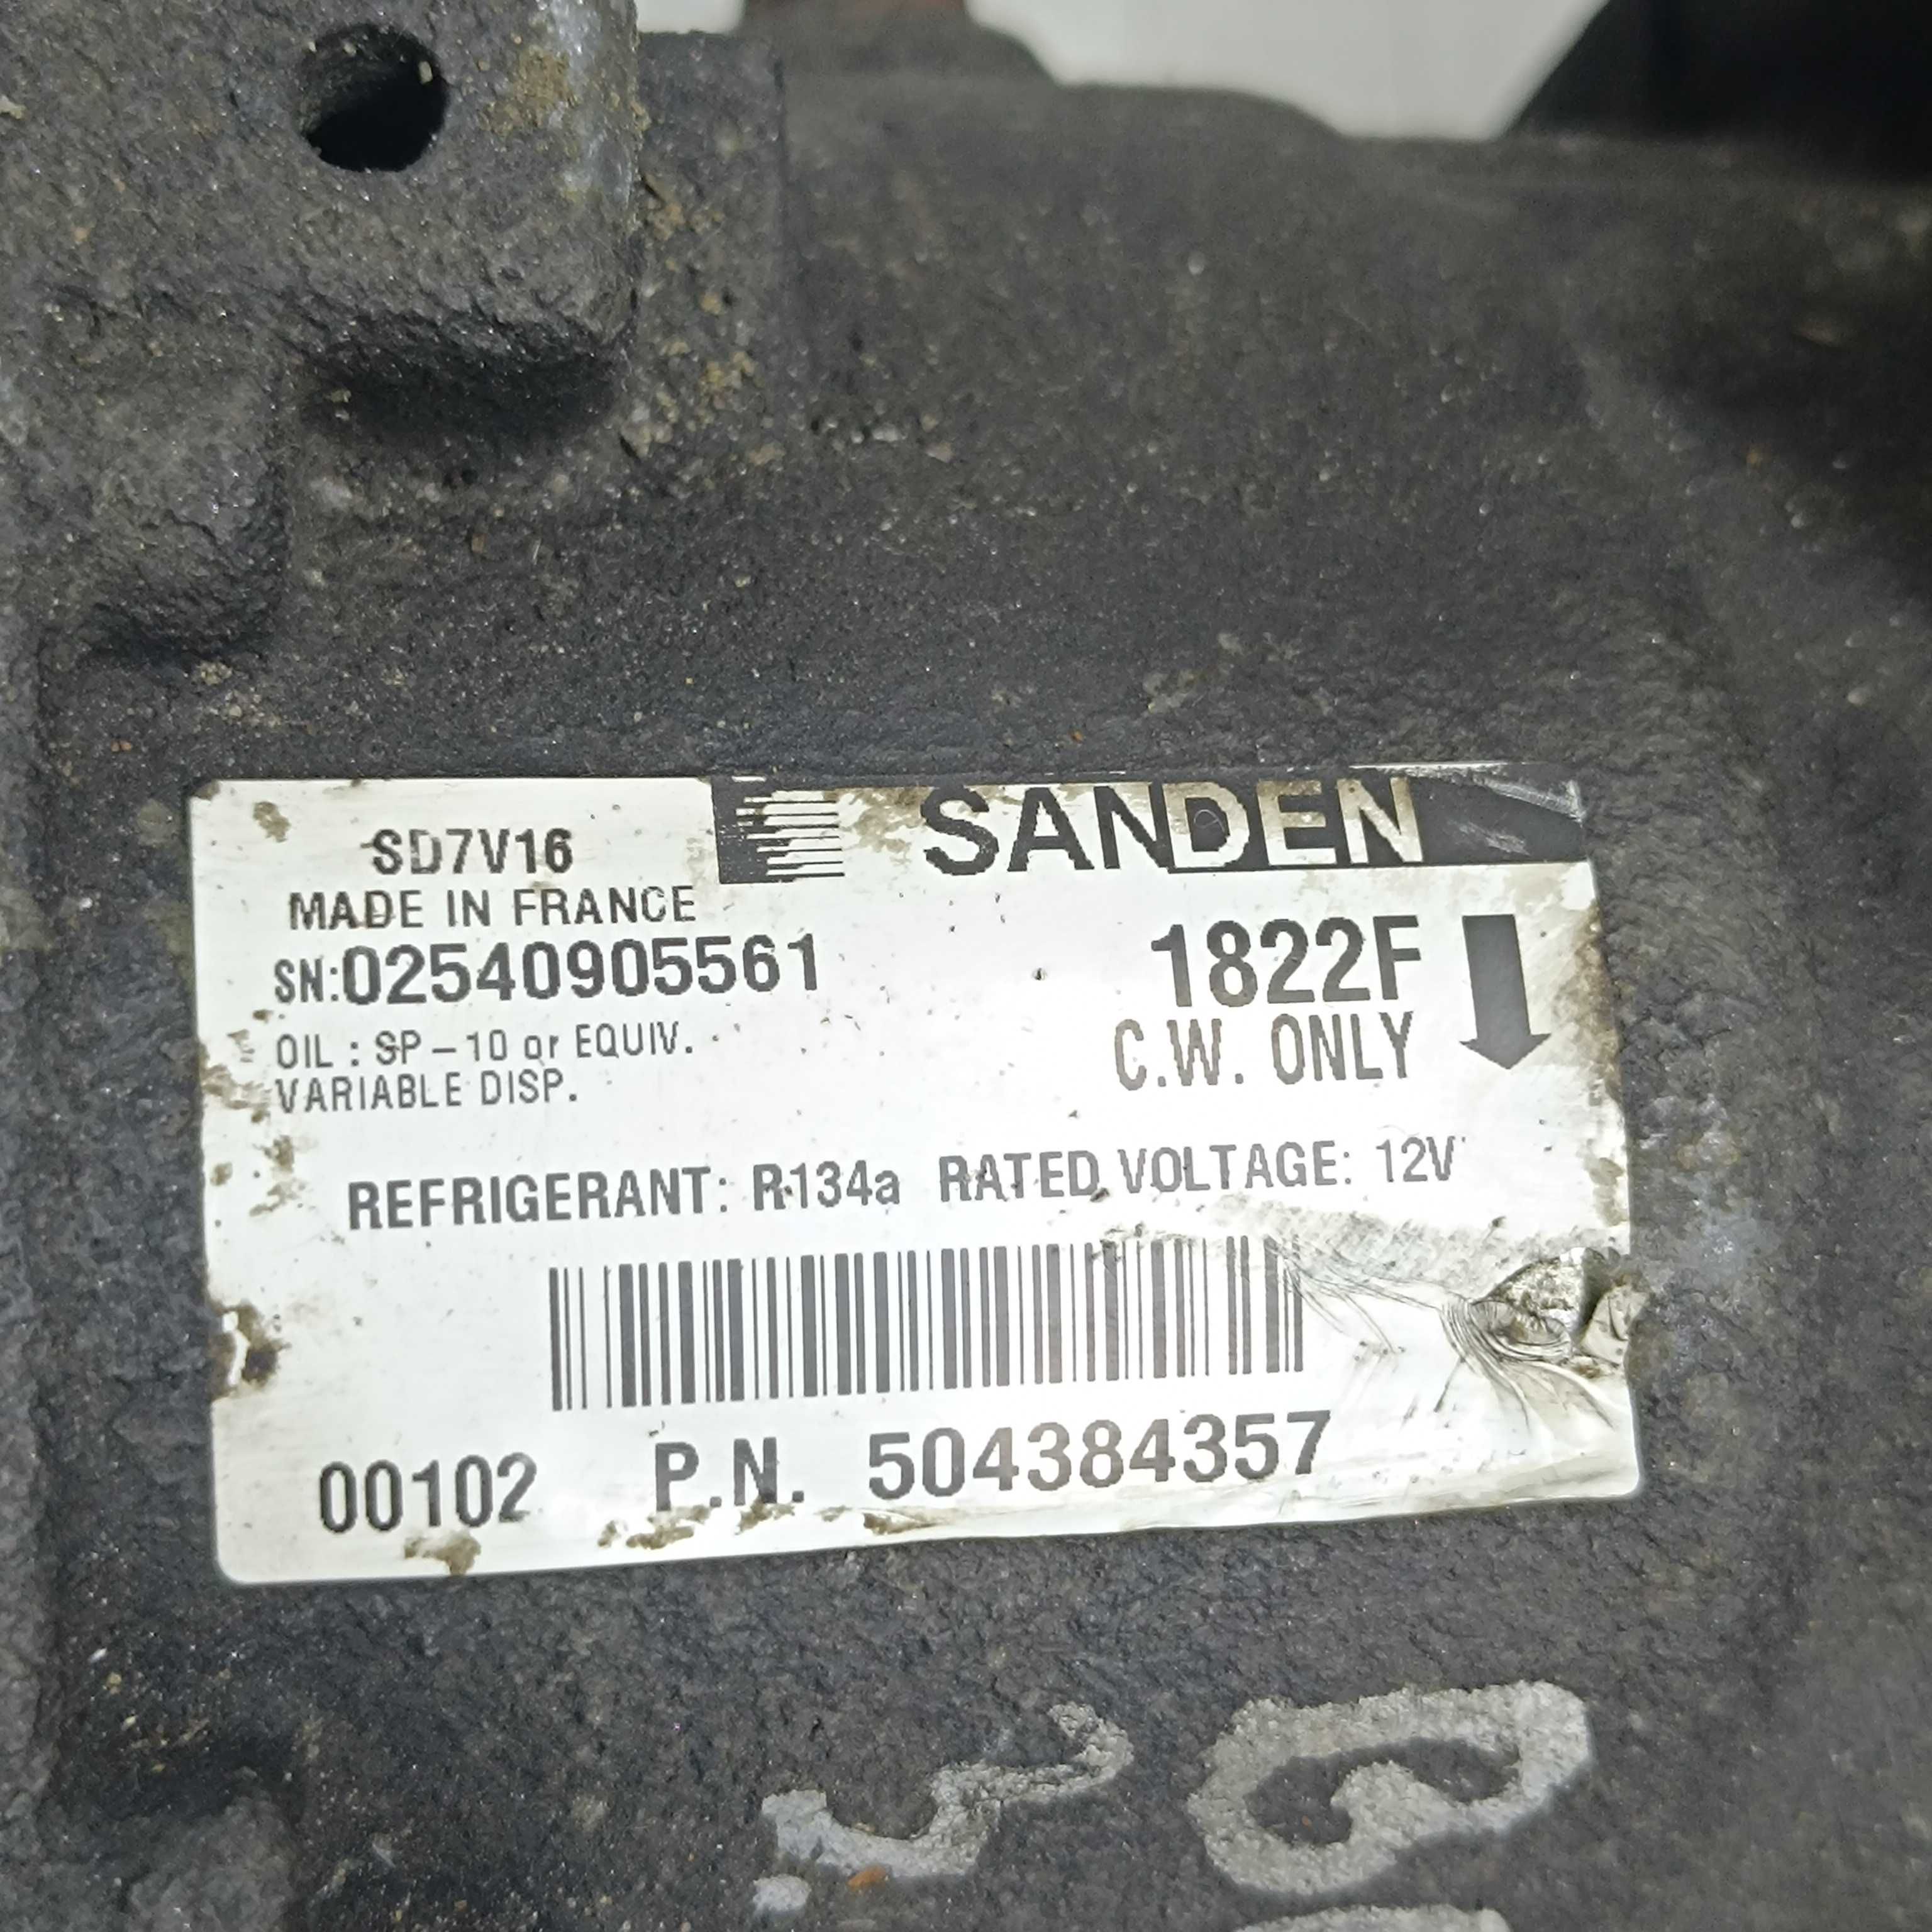 SD7V16 SANDEN
MADE IN FRANCE
SN:02540905561 1822F
OIL : SP-10 or EQUIV. C.W. ONLY
VARIABLE DISP.
REFRIGERANT: R134a RATED VOLTAGE: 12V
00102 P.N. 504384357